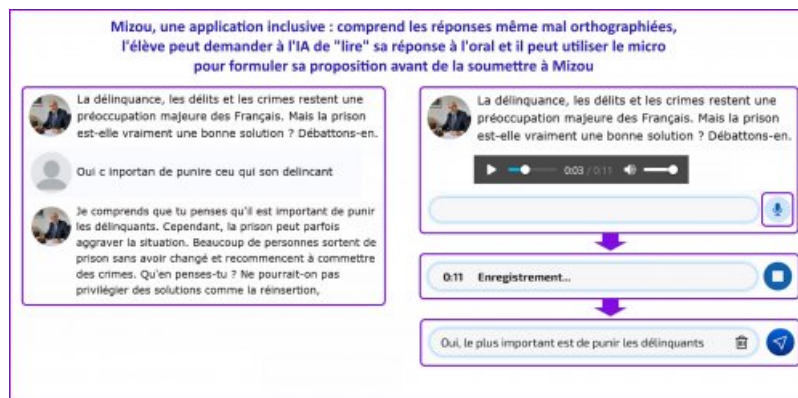 Mizou, une application inclusive : comprend les réponses même mal orthographiées,
l'élève peut demander à l'IA de "lire" sa réponse à l'oral et il peut utiliser le micro
pour formuler sa proposition avant de la soumettre à Mizou
La délinquance, les délits et les crimes restent une
préoccupation majeure des Français. Mais la prison
est-elle vraiment une bonne solution ? Débattons-en.
Oui c inportan de punire ceu qui son delincant
Je comprends que tu penses qu'il est important de punir
les délinquants. Cependant, la prison peut parfois
aggraver la situation. Beaucoup de personnes sortent de
prison sans avoir changé et recommencent à commettre
des crimes. Qu'en penses-tu ? Ne pourrait-on pas
privilégier des solutions comme la réinsertion,
La délinquance, les délits et les crimes restent une
préoccupation majeure des Français. Mais la prison
est-elle vraiment une bonne solution ? Débattons-en.
0:03 / 0:11
0:11 Enregistrement...
Oui, le plus important est de punir les délinquants